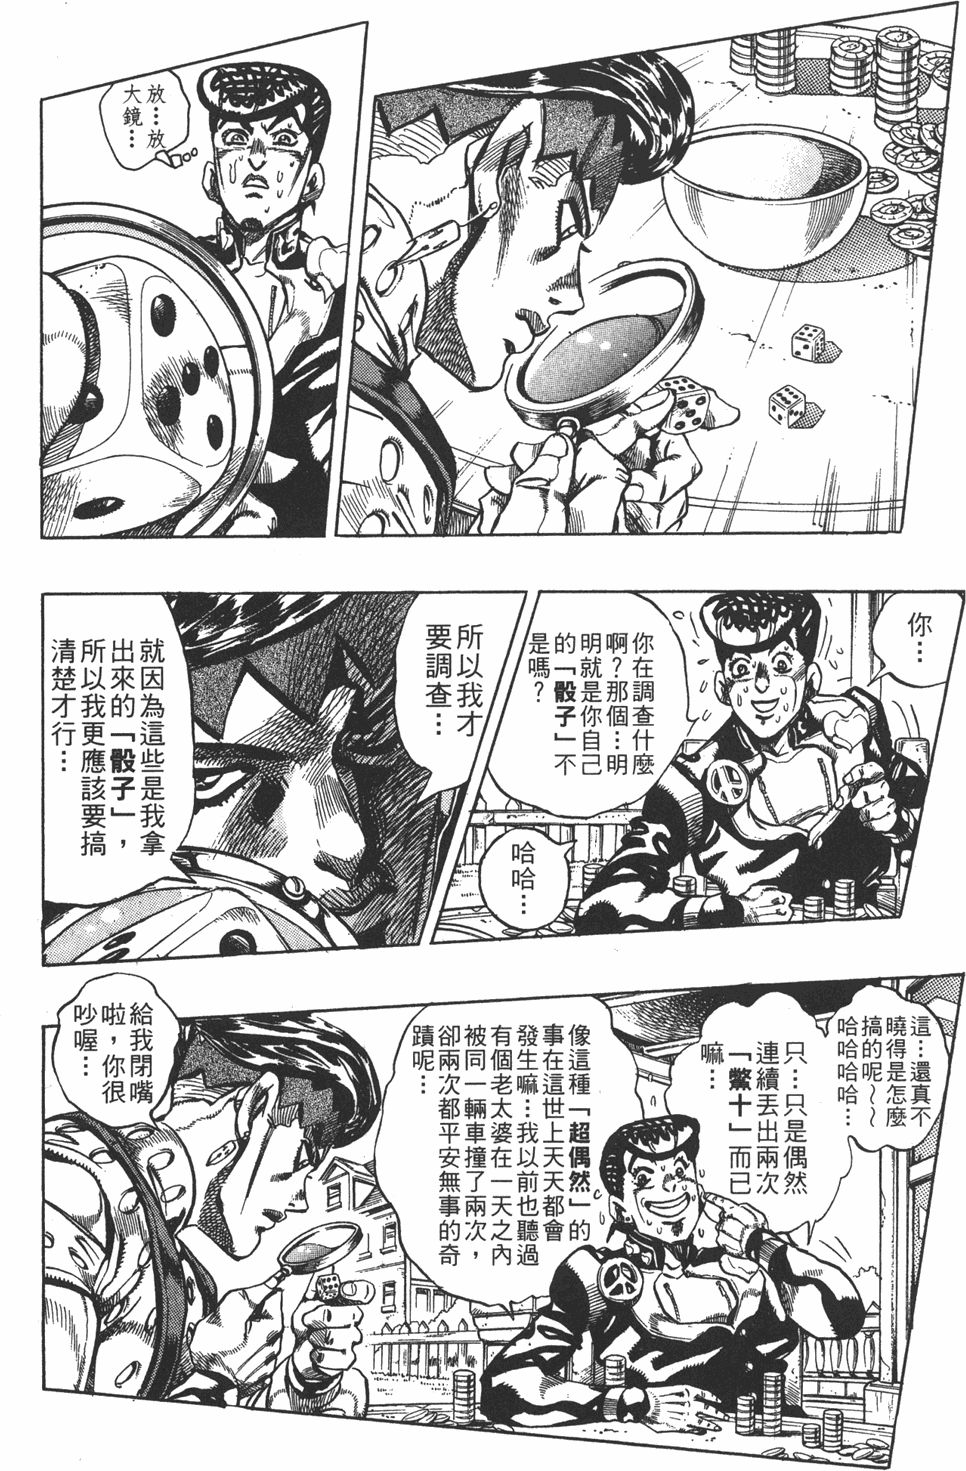 放…放
大鏡…
你…
你在調查什麼
啊？那個…明
明就是你自己
的「骰子」不
是嗎？
哈哈…
所以我才
要調查…
就因為這些是我拿
出來的「骰子」，
所以我更應該要搞
清楚才行…
這…還真不
曉得是怎麼
搞的呢～～
哈哈哈哈…
只…只是偶然
連續丟出兩次
「鱉十」而已
嘛…
像這種「超偶然」的
事在這世上天天都會
發生嘛…我以前也聽過
有個老太婆在一天之內
被同一輛車撞了兩次，
卻兩次都平安無事的奇
蹟呢…
給我閉嘴
啦，你很
吵喔…